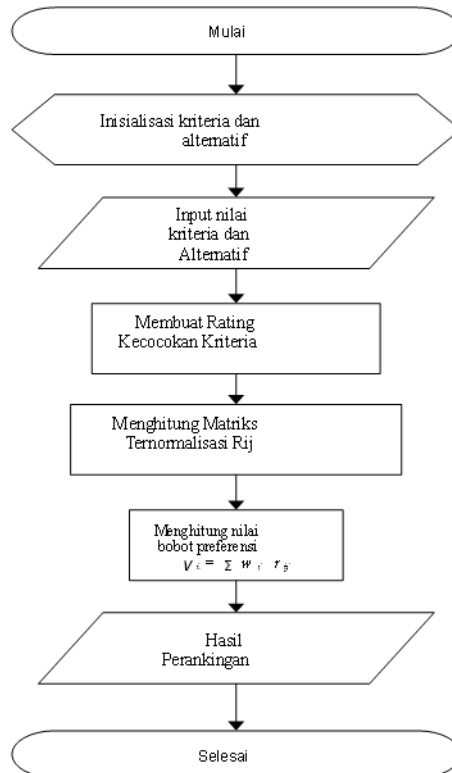 Mulai
Inisialisasi kriteria dan
alternatif
Input nilai
kriteria dan
Alternatif
Membuat Rating
Kecocokan Kriteria
Menghitung Matriks
Ternormalisasi Rij
Menghitung nilai
bobot preferensi
V i = Σ w j r ij
Hasil
Perankingan
Selesai